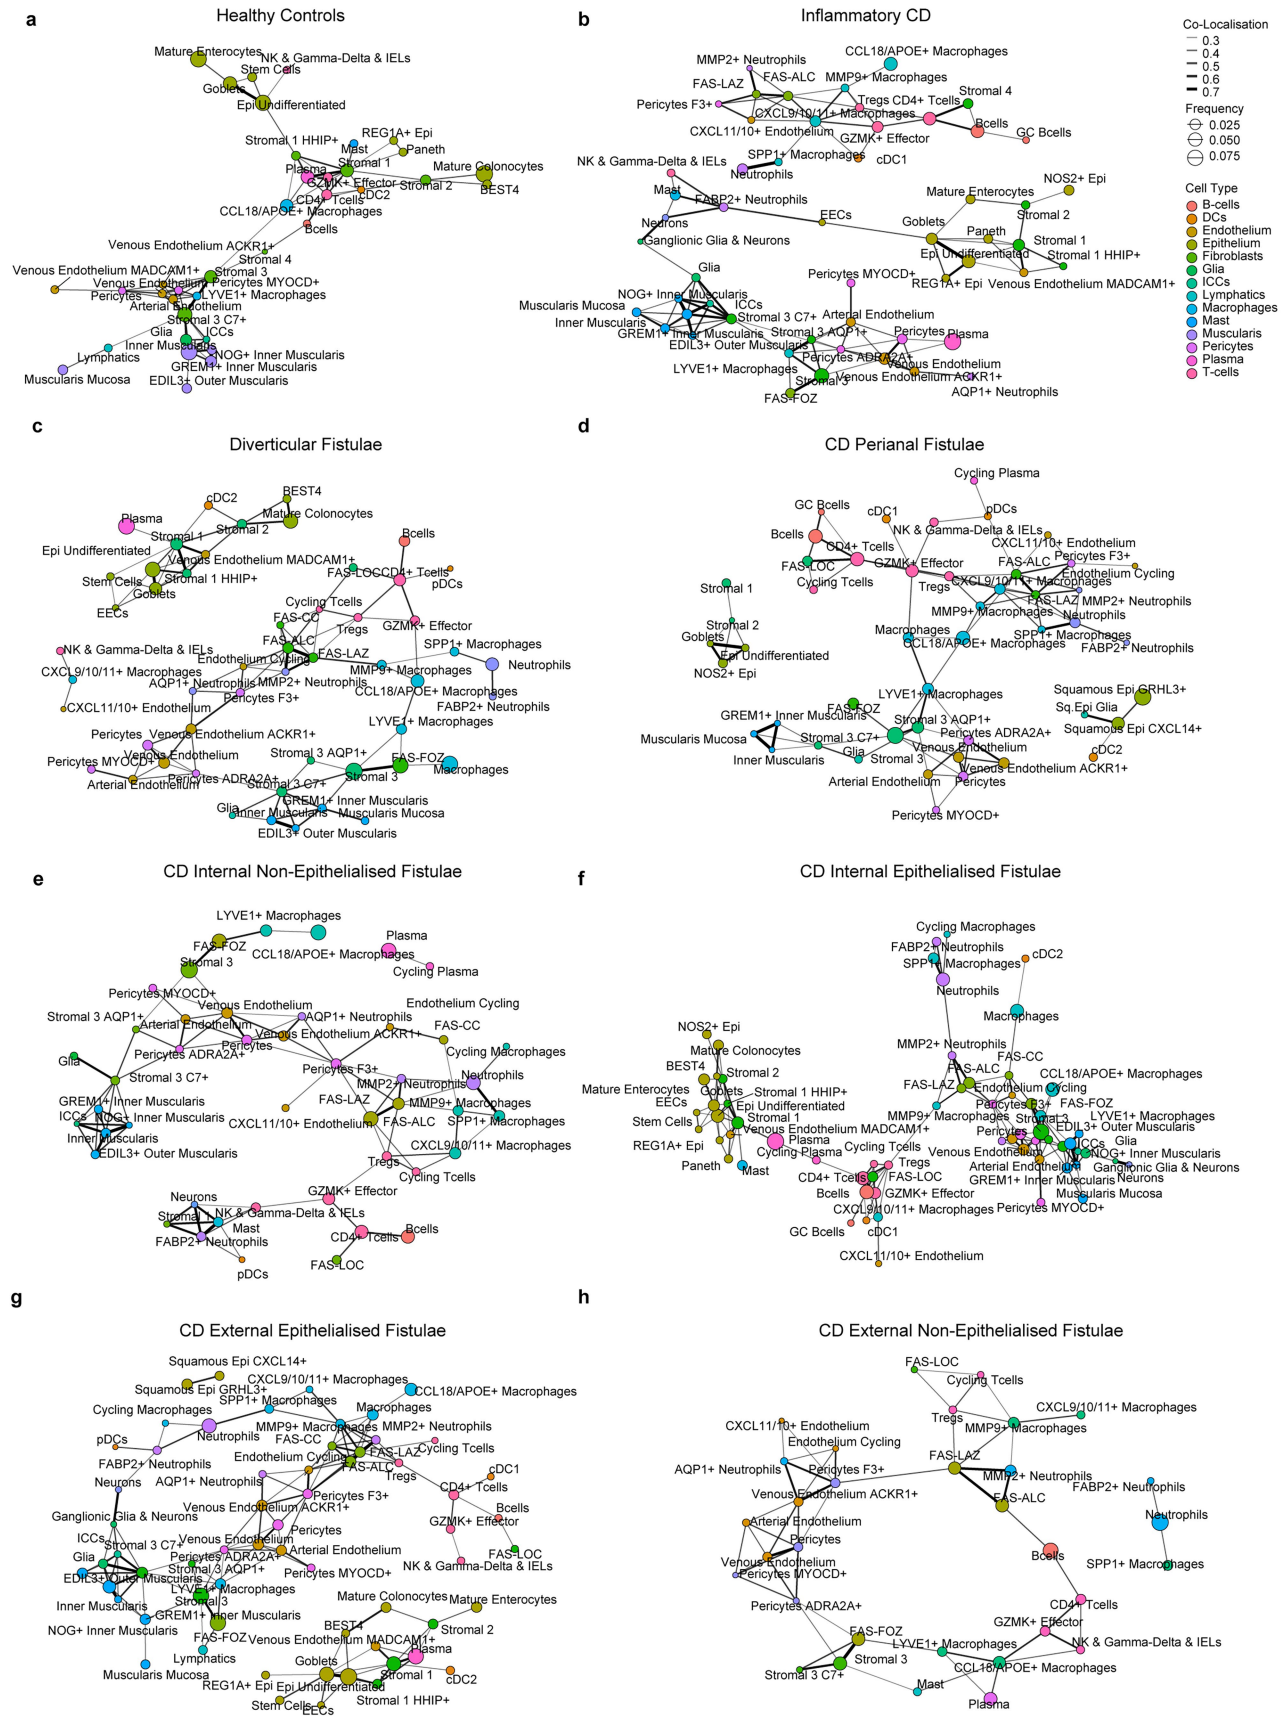 a
Healthy Controls
Mature Enterocytes
NK & Gamma-Delta & IELs
Stem Cells
Goblets
Epi Undifferentiated
Stromal 1 HHIP+
REG1A+ Epi
Mast
Paneth
Stromal 1
Mature Colonocytes
Plasma
GZMK+ Effector
Stromal 2
BEST4
cDC2
CD4+ Tcells
CCL18/APOE+ Macrophages
Bcells
Venous Endothelium ACKR1+
Stromal 4
Venous Endothelium MADCAM1+
Stromal 3
Venous Endothelium
Pericytes MYOCD+
Pericytes
LYVE1+ Macrophages
Arterial Endothelium
Stromal 3 C7+
Glia
ICCs
Inner Muscularis
NOG+ Inner Muscularis
Lymphatics
GREM1+ Inner Muscularis
Muscularis Mucosa
EDIL3+ Outer Muscularis
b
Inflammatory CD
CCL18/APOE+ Macrophages
MMP2+ Neutrophils
FAS-LAZ
FAS-ALC
MMP9+ Macrophages
Stromal 4
Pericytes F3+
Tregs
CD4+ Tcells
CXCL9/10/11+ Macrophages
Bcells
CXCL11/10+ Endothelium
GZMK+ Effector
GC Bcells
SPP1+ Macrophages
cDC1
NK & Gamma-Delta & IELs
Neutrophils
NOS2+ Epi
Mast
FABP2+ Neutrophils
Mature Enterocytes
EECs
Stromal 2
Neurons
Goblets
Paneth
Ganglionic Glia & Neurons
Stromal 1
Epi Undifferentiated
Stromal 1 HHIP+
Glia
Pericytes MYOCD+
REG1A+ Epi
Venous Endothelium MADCAM1+
NOG+ Inner Muscularis
ICCs
Muscularis Mucosa
Stromal 3 C7+
Arterial Endothelium
Inner Muscularis
GREM1+ Inner Muscularis
Stromal 3 AQP1+
Pericytes
Plasma
EDIL3+ Outer Muscularis
Pericytes ADRA2A+
Venous Endothelium
LYVE1+ Macrophages
Stromal 3
Venous Endothelium ACKR1+
FAS-FOZ
AQP1+ Neutrophils
Co-Localisation
0.3
0.4
0.5
0.6
0.7
Frequency
0.025
0.050
0.075
Cell Type
B-cells
DCs
Endothelium
Epithelium
Fibroblasts
Glia
ICCs
Lymphatics
Macrophages
Mast
Muscularis
Pericytes
Plasma
T-cells
c
Diverticular Fistulae
BEST4
cDC2
Mature Colonocytes
Plasma
Stromal 2
Stromal 1
Bcells
Epi Undifferentiated
Venous Endothelium MADCAM1+
FAS-LOC
CD4+ Tcells
Stem Cells
Stromal 1 HHIP+
pDCs
Goblets
EECs
Cycling Tcells
FAS-CC
Tregs
GZMK+ Effector
FAS-ALC
NK & Gamma-Delta & IELs
FAS-LAZ
SPP1+ Macrophages
Endothelium Cycling
Neutrophils
CXCL9/10/11+ Macrophages
MMP9+ Macrophages
AQP1+ Neutrophils
MMP2+ Neutrophils
CCL18/APOE+ Macrophages
Pericytes F3+
FABP2+ Neutrophils
CXCL11/10+ Endothelium
LYVE1+ Macrophages
Pericytes
Venous Endothelium ACKR1+
Venous Endothelium
Stromal 3 AQP1+
FAS-FOZ
Pericytes MYOCD+
Pericytes ADRA2A+
Stromal 3
Macrophages
Arterial Endothelium
Stromal 3 C7+
GREM1+ Inner Muscularis
Glia
Inner Muscularis
Muscularis Mucosa
EDIL3+ Outer Muscularis
d
CD Perianal Fistulae
Cycling Plasma
GC Bcells
cDC1
pDCs
Bcells
NK & Gamma-Delta & IELs
CD4+ Tcells
CXCL11/10+ Endothelium
FAS-LOC
GZMK+ Effector
FAS-ALC
Pericytes F3+
Cycling Tcells
Tregs
CXCL9/10/11+ Macrophages
Endothelium Cycling
Stromal 1
FAS-LAZ
MMP2+ Neutrophils
MMP9+ Macrophages
Neutrophils
Stromal 2
Macrophages
SPP1+ Macrophages
Goblets
CCL18/APOE+ Macrophages
FABP2+ Neutrophils
Epi Undifferentiated
NOS2+ Epi
LYVE1+ Macrophages
Squamous Epi GRHL3+
FAS-FOZ
Sq.Epi Glia
GREM1+ Inner Muscularis
Stromal 3 AQP1+
Squamous Epi CXCL14+
Muscularis Mucosa
Stromal 3 C7+
Pericytes ADRA2A+
Inner Muscularis
Glia
Stromal 3
Venous Endothelium
cDC2
Venous Endothelium ACKR1+
Arterial Endothelium
Pericytes
Pericytes MYOCD+
e
CD Internal Non-Epithelialised Fistulae
LYVE1+ Macrophages
FAS-FOZ
Plasma
CCL18/APOE+ Macrophages
Stromal 3
Cycling Plasma
Pericytes MYOCD+
Venous Endothelium
Endothelium Cycling
Stromal 3 AQP1+
Arterial Endothelium
AQP1+ Neutrophils
FAS-CC
Venous Endothelium ACKR1+
Pericytes
Cycling Macrophages
Glia
Pericytes ADRA2A+
Pericytes F3+
Stromal 3 C7+
MMP2+ Neutrophils
Neutrophils
GREM1+ Inner Muscularis
FAS-LAZ
MMP9+ Macrophages
ICCs
NOG+ Inner Muscularis
CXCL11/10+ Endothelium
FAS-ALC
SPP1+ Macrophages
Inner Muscularis
EDIL3+ Outer Muscularis
CXCL9/10/11+ Macrophages
Tregs
Cycling Tcells
Neurons
GZMK+ Effector
Stromal 1
NK & Gamma-Delta & IELs
Mast
Bcells
FABP2+ Neutrophils
CD4+ Tcells
pDCs
FAS-LOC
f
CD Internal Epithelialised Fistulae
Cycling Macrophages
FABP2+ Neutrophils
cDC2
SPP1+ Macrophages
Neutrophils
Macrophages
NOS2+ Epi
Mature Colonocytes
MMP2+ Neutrophils
FAS-CC
BEST4
Stromal 2
FAS-ALC
CCL18/APOE+ Macrophages
Mature Enterocytes
Goblets
Stromal 1 HHIP+
FAS-LAZ
Endothelium Cycling
EECs
Epi Undifferentiated
Pericytes F3+
FAS-FOZ
Stem Cells
Stromal 1
MMP9+ Macrophages
Stromal 3
LYVE1+ Macrophages
Venous Endothelium MADCAM1+
Pericytes
EDIL3+ Outer Muscularis
REG1A+ Epi
Plasma
Cycling Tcells
ICCs
Glia
Cycling Plasma
Venous Endothelium
NOG+ Inner Muscularis
Paneth
Mast
Tregs
Arterial Endothelium
Ganglionic Glia & Neurons
CD4+ Tcells
FAS-LOC
GREM1+ Inner Muscularis
Neurons
Bcells
GZMK+ Effector
Muscularis Mucosa
CXCL9/10/11+ Macrophages
Pericytes MYOCD+
GC Bcells
cDC1
CXCL11/10+ Endothelium
g
CD External Epithelialised Fistulae
Squamous Epi CXCL14+
CXCL9/10/11+ Macrophages
Squamous Epi GRHL3+
CCL18/APOE+ Macrophages
SPP1+ Macrophages
Cycling Macrophages
Macrophages
MMP9+ Macrophages
MMP2+ Neutrophils
pDCs
Neutrophils
FAS-CC
FAS-LAZ
Cycling Tcells
FABP2+ Neutrophils
Endothelium Cycling
FAS-ALC
Tregs
cDC1
Neurons
AQP1+ Neutrophils
CD4+ Tcells
Pericytes F3+
Venous Endothelium ACKR1+
Bcells
Ganglionic Glia & Neurons
GZMK+ Effector
Pericytes
ICCs
Stromal 3 C7+
Venous Endothelium
Arterial Endothelium
FAS-LOC
Glia
Pericytes ADRA2A+
NK & Gamma-Delta & IELs
Stromal 3 AQP1+
Pericytes MYOCD+
EDIL3+ Outer Muscularis
LYVE1+ Macrophages
Stromal 3
Mature Colonocytes
Mature Enterocytes
Inner Muscularis
GREM1+ Inner Muscularis
BEST4
NOG+ Inner Muscularis
FAS-FOZ
Venous Endothelium MADCAM1+
Stromal 2
Lymphatics
Goblets
Plasma
Muscularis Mucosa
Stromal 1
cDC2
REG1A+ Epi
Epi Undifferentiated
Stromal 1 HHIP+
Stem Cells
EECs
h
CD External Non-Epithelialised Fistulae
FAS-LOC
Cycling Tcells
Tregs
CXCL9/10/11+ Macrophages
CXCL11/10+ Endothelium
MMP9+ Macrophages
Endothelium Cycling
FAS-LAZ
AQP1+ Neutrophils
Pericytes F3+
MMP2+ Neutrophils
FABP2+ Neutrophils
Venous Endothelium ACKR1+
FAS-ALC
Neutrophils
Arterial Endothelium
Pericytes
Bcells
Venous Endothelium
SPP1+ Macrophages
Pericytes MYOCD+
Pericytes ADRA2A+
CD4+ Tcells
GZMK+ Effector
FAS-FOZ
LYVE1+ Macrophages
NK & Gamma-Delta & IELs
Stromal 3
CCL18/APOE+ Macrophages
Stromal 3 C7+
Mast
Plasma